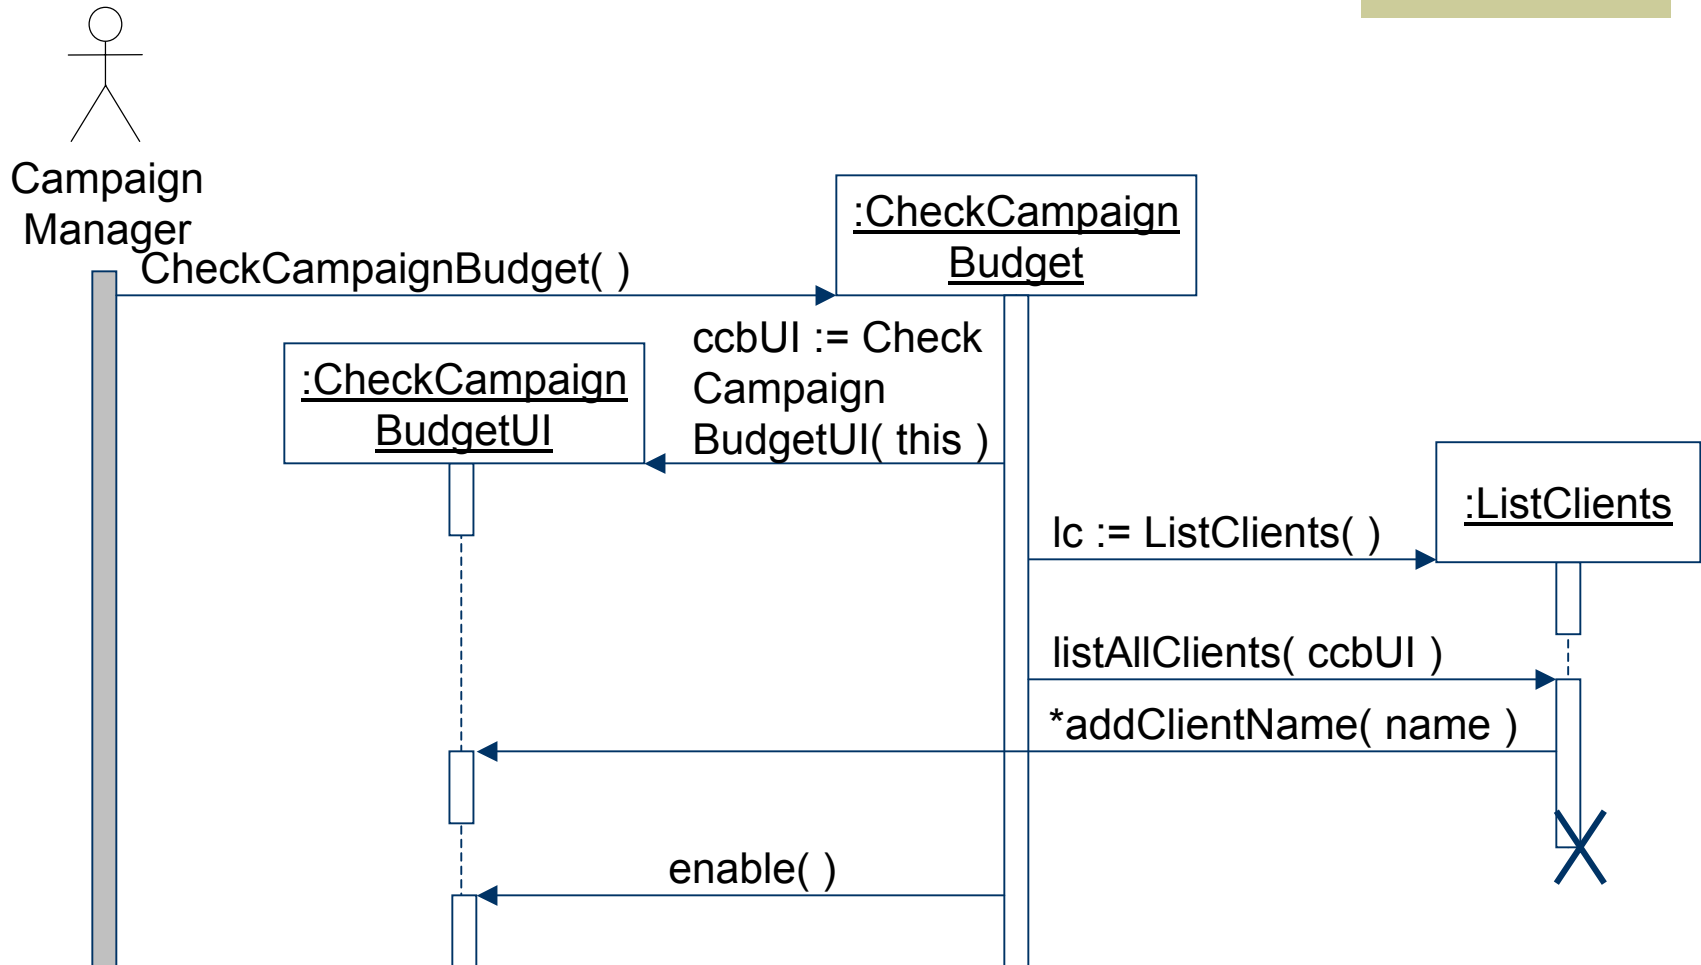 Campaign
Manager
:CheckCampaign
Budget
CheckCampaignBudget( )
ccbUI := Check
Campaign
BudgetUI( this )
:CheckCampaign
BudgetUI
:ListClients
lc := ListClients( )
listAllClients( ccbUI )
*addClientName( name )
enable( )